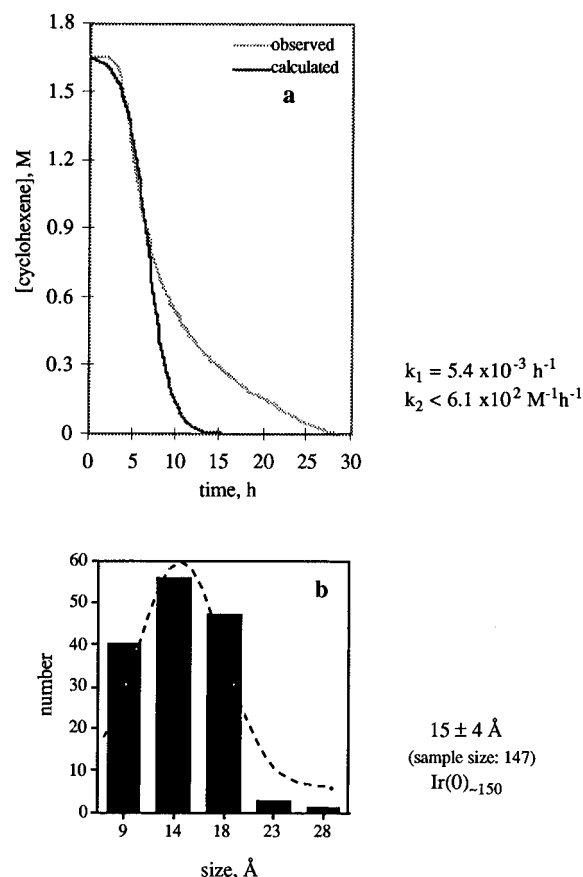 1.8
1.5
1.2
0.9
0.6
0.3
0
[cyclohexene], M
observed
calculated
a
0 5 10 15 20 25 30
time, h
k1 = 5.4 x10-3 h-1
k2 < 6.1 x102 M-1h-1
60
50
40
30
20
10
0
number
b
9 14 18 23 28
size, Å
15 ± 4 Å
(sample size: 147)
Ir(0)~150